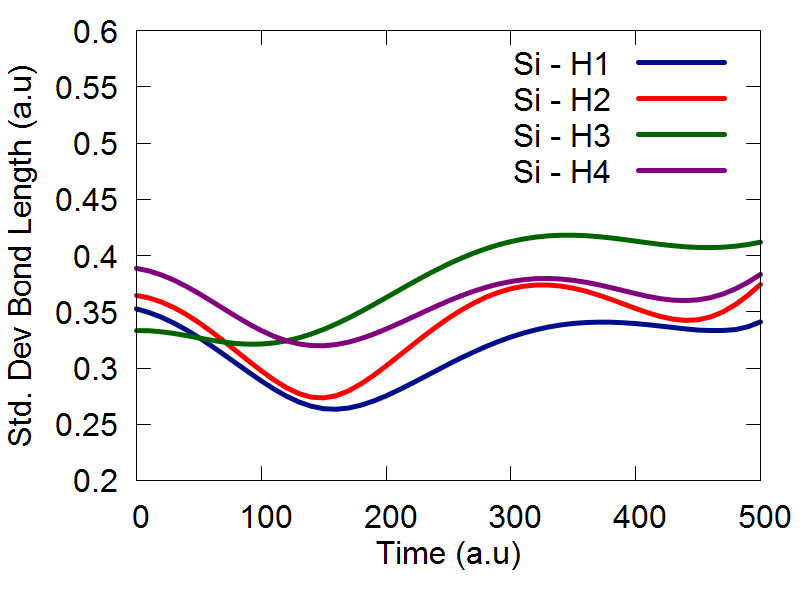 0.6
0.55
0.5
0.45
0.4
0.35
0.3
0.25
0.2
Std. Dev Bond Length (a.u)
Si - H1
Si - H2
Si - H3
Si - H4
0 100 200 300 400 500
Time (a.u)